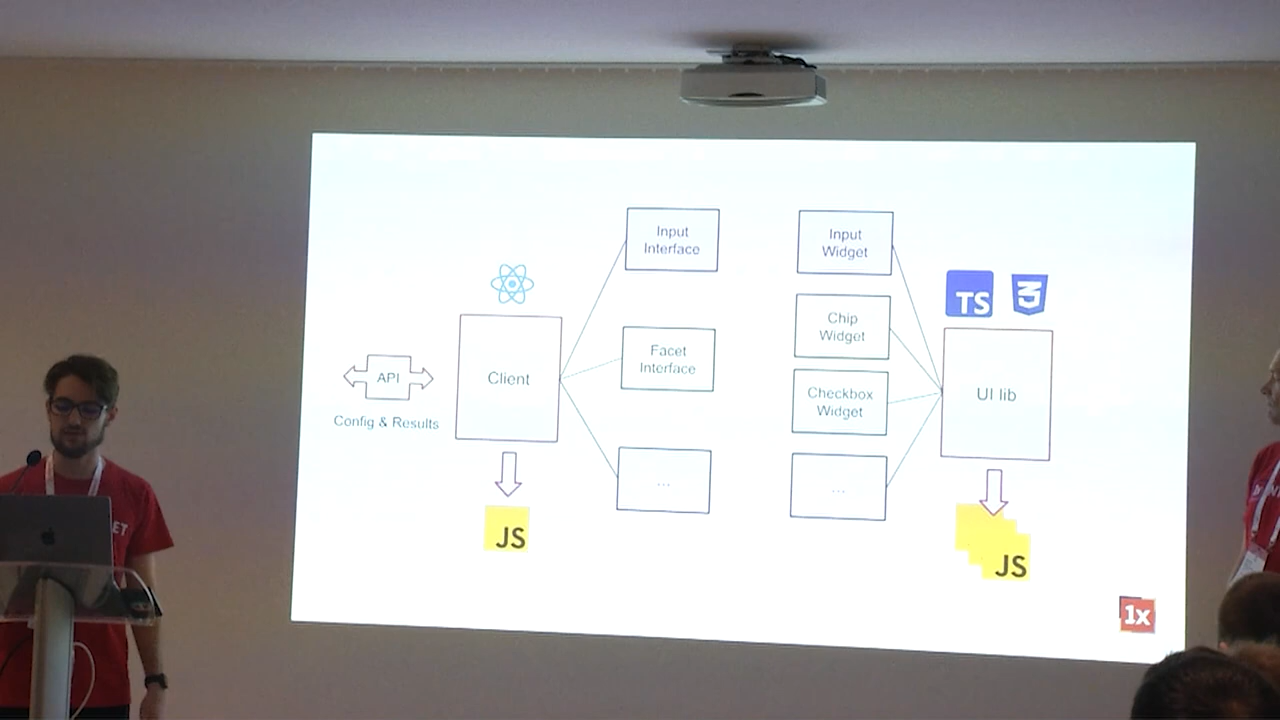 Input
Interface
Input
Widget
TS
Chip
Widget
Facet
Interface
API
Client
Checkbox
Widget
UI lib
Config & Results
...
...
JS
JS
1x
ET